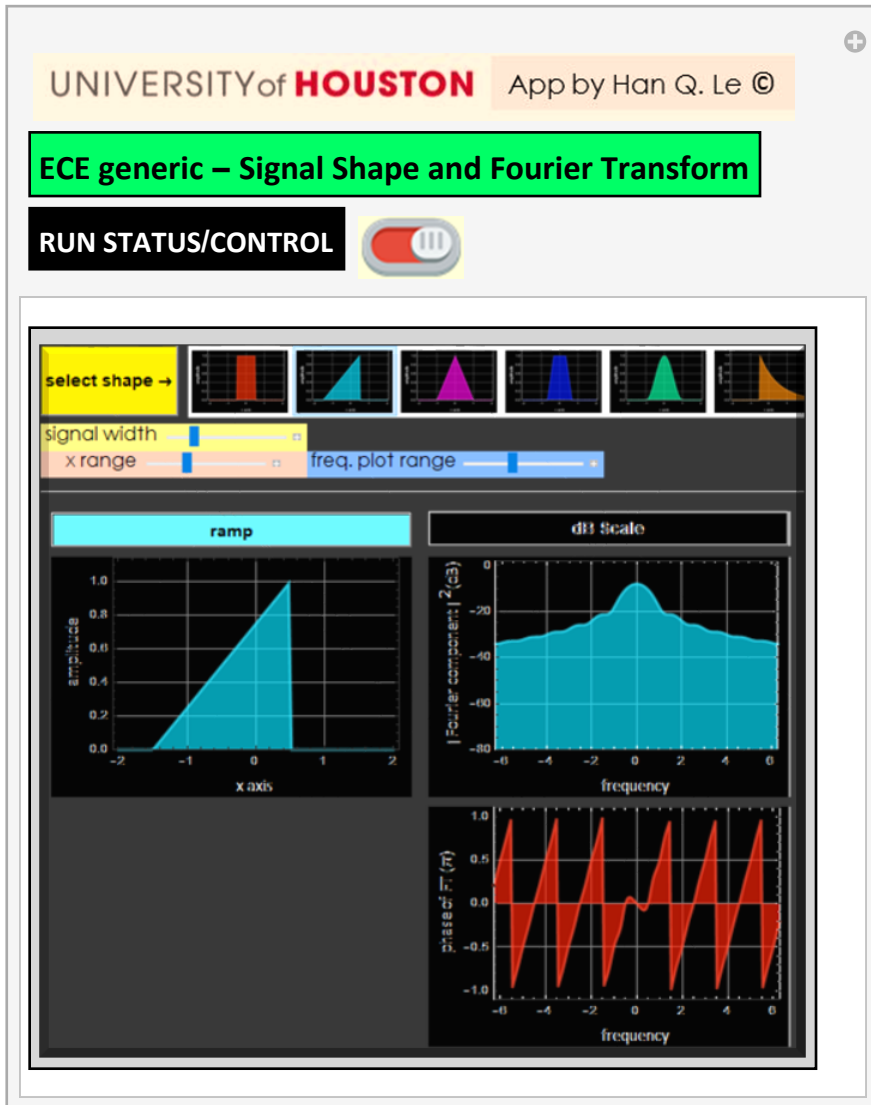 UNIVERSITY of HOUSTON App by Han Q. Le ©
ECE generic – Signal Shape and Fourier Transform
RUN STATUS/CONTROL
select shape →
signal width
x range freq. plot range
ramp
dB Scale
amplitude
1.0
0.8
0.6
0.4
0.2
0.0
-2 -1 0 1 2
x axis
| Fourier component |²(dB)
0
-20
-40
-60
-80
-6 -4 -2 0 2 4 6
frequency
phase of FT (π)
1.0
0.5
0.0
-0.5
-1.0
-6 -4 -2 0 2 4 6
frequency